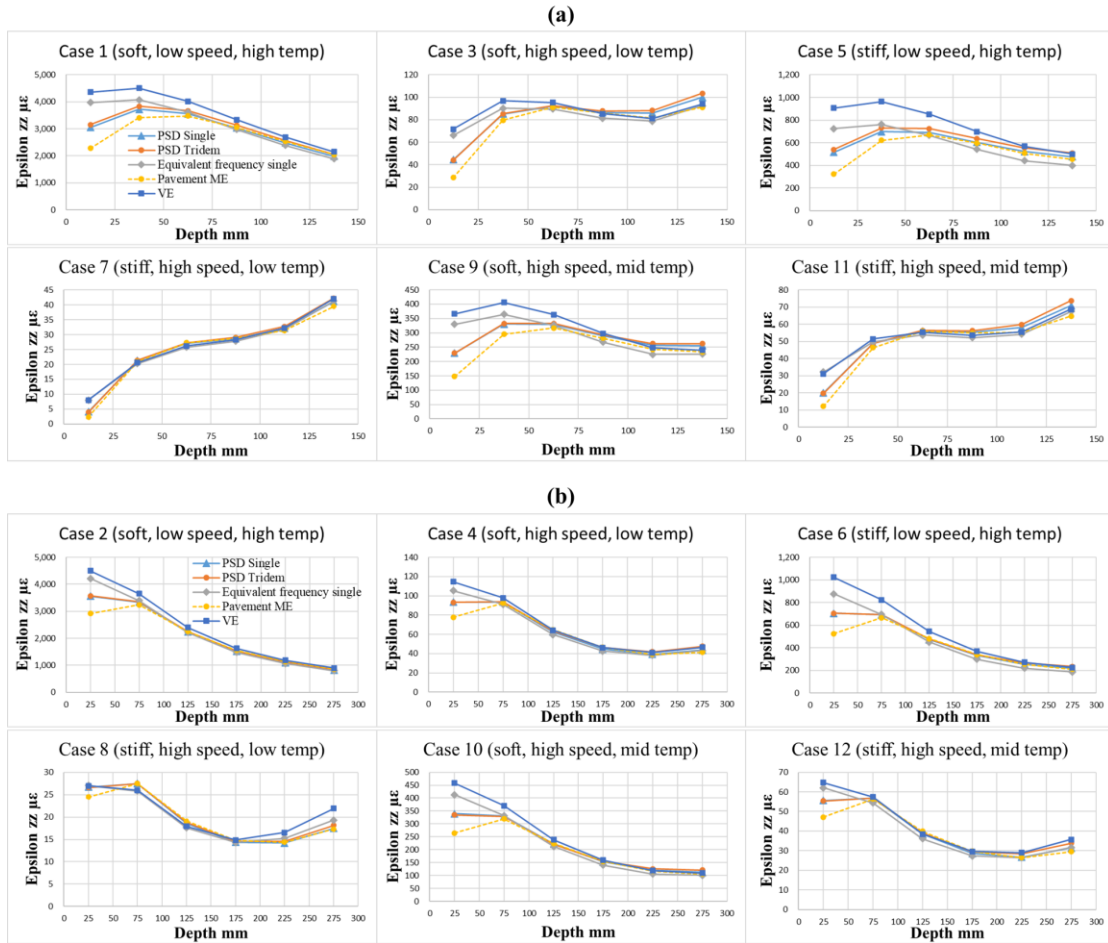 (a)
Case 1 (soft, low speed, high temp)
5,000
4,000
3,000
2,000
1,000
0
Epsilon zz με
PSD Single
PSD Tridem
Equivalent frequency single
Pavement ME
VE
0 25 50 75 100 125 150
Depth mm
Case 3 (soft, high speed, low temp)
120
100
80
60
40
20
0
Epsilon zz με
0 25 50 75 100 125 150
Depth mm
Case 5 (stiff, low speed, high temp)
1,200
1,000
800
600
400
200
0
Epsilon zz με
0 25 50 75 100 125 150
Depth mm
Case 7 (stiff, high speed, low temp)
45
40
35
30
25
20
15
10
5
0
Epsilon zz με
0 25 50 75 100 125 150
Depth mm
Case 9 (soft, high speed, mid temp)
450
400
350
300
250
200
150
100
50
0
Epsilon zz με
0 25 50 75 100 125 150
Depth mm
Case 11 (stiff, high speed, mid temp)
80
70
60
50
40
30
20
10
0
Epsilon zz με
0 25 50 75 100 125 150
Depth mm
(b)
Case 2 (soft, low speed, high temp)
5,000
4,000
3,000
2,000
1,000
0
Epsilon zz με
PSD Single
PSD Tridem
Equivalent frequency single
Pavement ME
VE
0 25 50 75 100 125 150 175 200 225 250 275 300
Depth mm
Case 4 (soft, high speed, low temp)
140
120
100
80
60
40
20
0
Epsilon zz με
0 25 50 75 100 125 150 175 200 225 250 275 300
Depth mm
Case 6 (stiff, low speed, high temp)
1,200
1,000
800
600
400
200
0
Epsilon zz με
0 25 50 75 100 125 150 175 200 225 250 275 300
Depth mm
Case 8 (stiff, high speed, low temp)
30
25
20
15
10
5
0
Epsilon zz με
0 25 50 75 100 125 150 175 200 225 250 275 300
Depth mm
Case 10 (soft, high speed, mid temp)
500
450
400
350
300
250
200
150
100
50
0
Epsilon zz με
0 25 50 75 100 125 150 175 200 225 250 275 300
Depth mm
Case 12 (stiff, high speed, mid temp)
70
60
50
40
30
20
10
0
Epsilon zz με
0 25 50 75 100 125 150 175 200 225 250 275 300
Depth mm